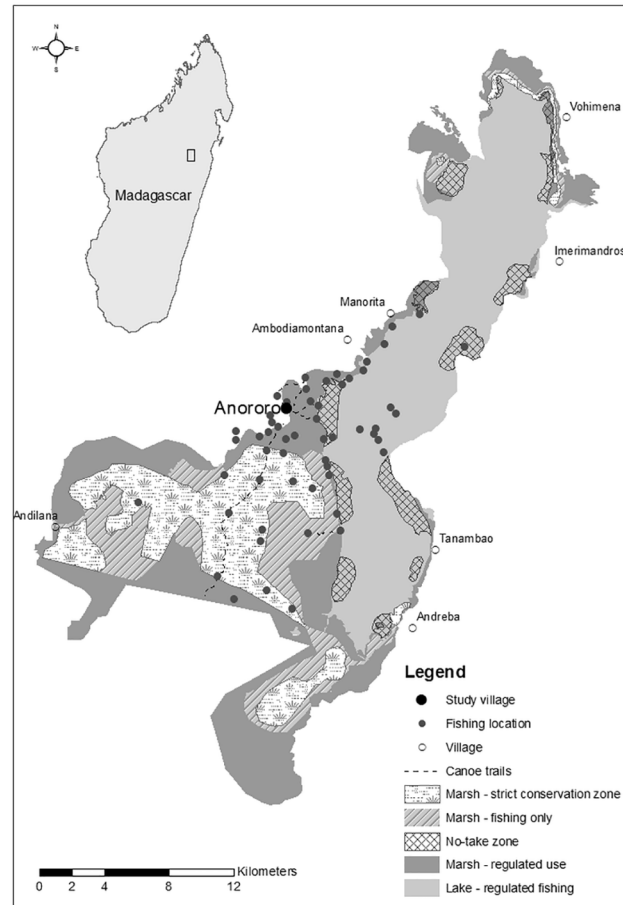 N
W E
S
Madagascar
Vohimena
Imerimandros
Manorita
Ambodiamontana
Anororo
Andilana
Tanambao
Andreba
Legend
Study village
Fishing location
Village
Canoe trails
Marsh - strict conservation zone
Marsh - fishing only
No-take zone
Marsh - regulated use
Lake - regulated fishing
Kilometers
0 2 4 8 12